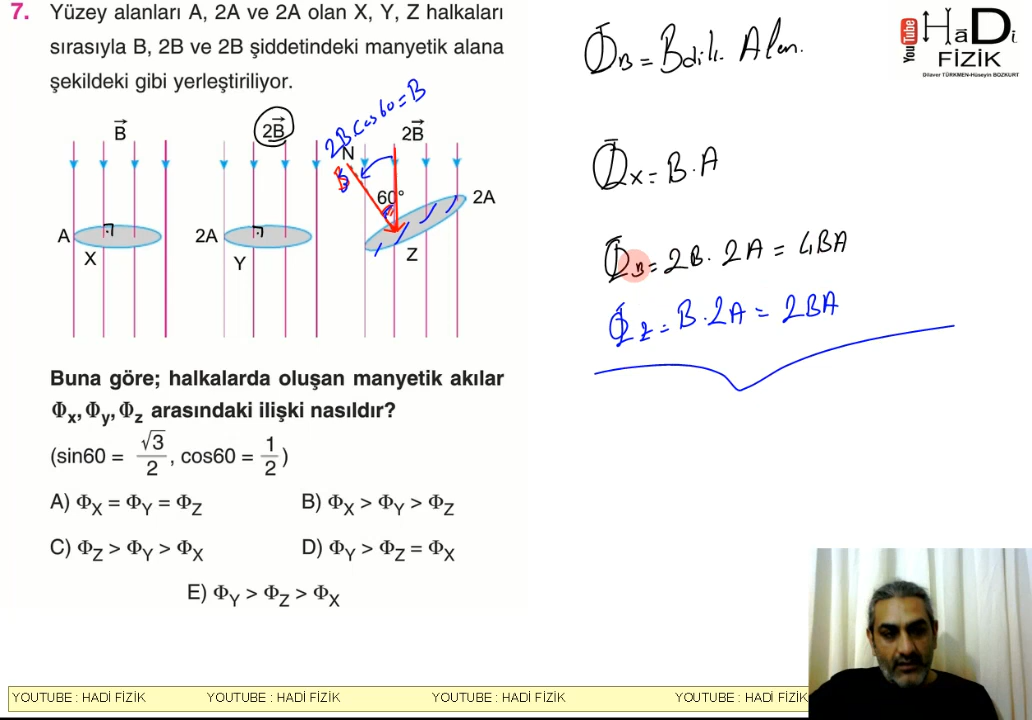 7. Yüzey alanları A, 2A ve 2A olan X, Y, Z halkaları
sırasıyla B, 2B ve 2B şiddetindeki manyetik alana
şekildeki gibi yerleştiriliyor.
B⃗
2B⃗
2B cos60 = B
2B⃗
N
B
60°
2A
A
X
2A
Y
Z
Buna göre; halkalarda oluşan manyetik akılar
Φx, Φy, Φz arasındaki ilişki nasıldır?
(sin60 = √3/2, cos60 = 1/2)
A) ΦX = ΦY = ΦZ
B) ΦX > ΦY > ΦZ
C) ΦZ > ΦY > ΦX
D) ΦY > ΦZ = ΦX
E) ΦY > ΦZ > ΦX
ΦB = Bdik. Alan.
ΦX = B.A
ΦB = 2B. 2A = 4BA
Φz = B.2A = 2BA
YouTube HaDi
FİZİK
Dilaver TÜRKMEN-Hüseyin BOZKURT
YOUTUBE : HADİ FİZİK YOUTUBE : HADİ FİZİK YOUTUBE : HADİ FİZİK YOUTUBE : HADİ FİZİK